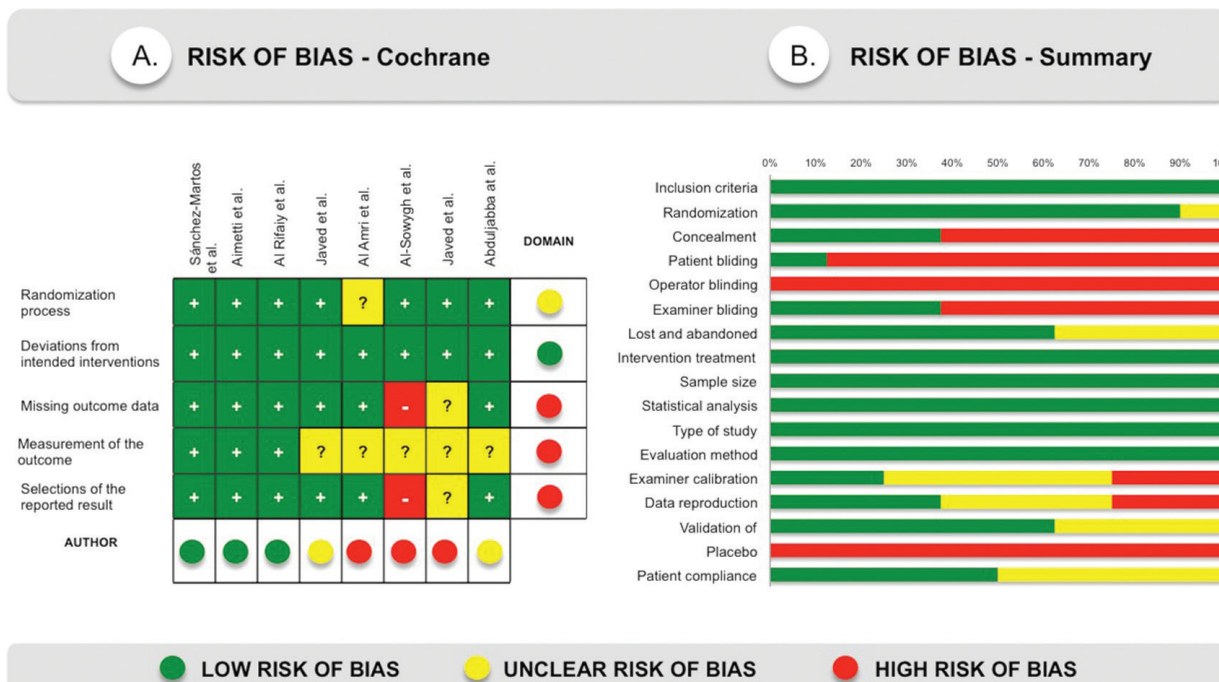 A. RISK OF BIAS - Cochrane
B. RISK OF BIAS - Summary
Sánchez-Martos
et al.
Aimetti et al.
Al Rifaiy et al.
Javed et al.
Al Amri et al.
Al-Sowygh et al.
Javed et al.
Abduljabba at al.
DOMAIN
Randomization
process
+ + + + ? + + +
Deviations from
intended interventions
+ + + + + + + +
Missing outcome data
+ + + + + - ? +
Measurement of the
outcome
+ + + ? ? ? ? ?
Selections of the
reported result
+ + + + + - ? +
AUTHOR
0% 10% 20% 30% 40% 50% 60% 70% 80% 90%
Inclusion criteria
Randomization
Concealment
Patient bliding
Operator blinding
Examiner bliding
Lost and abandoned
Intervention treatment
Sample size
Statistical analysis
Type of study
Evaluation method
Examiner calibration
Data reproduction
Validation of
Placebo
Patient compliance
LOW RISK OF BIAS
UNCLEAR RISK OF BIAS
HIGH RISK OF BIAS